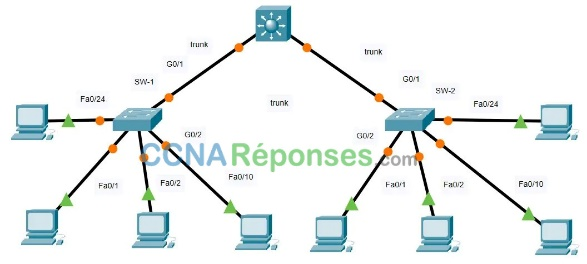 trunk
trunk
G0/1
G0/1
SW-1
SW-2
Fa0/24
trunk
Fa0/24
G0/2
G0/2
CCNARéponses.com
Fa0/1
Fa0/2
Fa0/10
Fa0/1
Fa0/2
Fa0/10